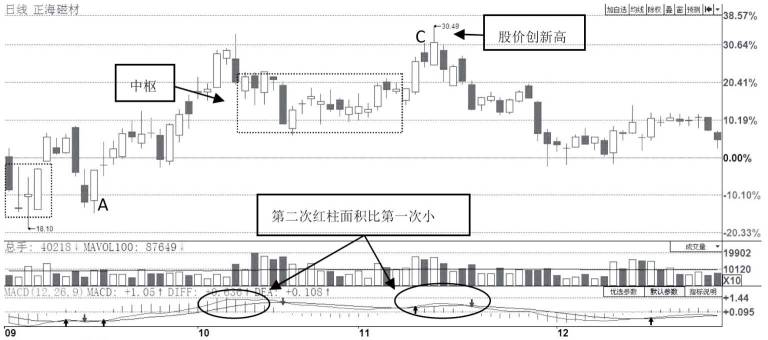 日线 正海磁材
加自选 均线 除权 叠 窗 预测
38.57%
C
30.48
股价创新高
30.64%
中枢
20.41%
10.19%
0.00%
A
-10.10%
18.10
第二次红柱面积比第一次小
-20.33%
总手: 40218↓ MAVOL100: 87649↓
成交量
19902
10120
X10
MACD(12,26,9) MACD: +1.05↑ DIFF: +0.636↓ DEA: +0.108↑
优选参数 默认参数 指标说明
+1.44
+0.095
09 10 11 12